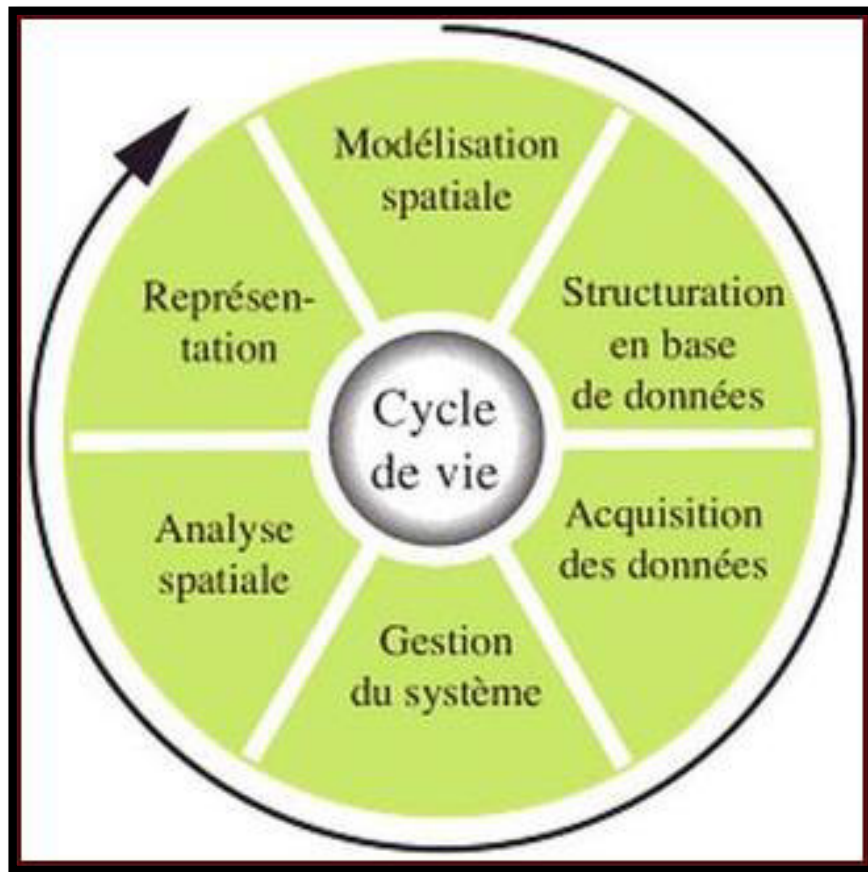 Modélisation
spatiale
Structuration
en base
de données
Acquisition
des données
Gestion
du système
Analyse
spatiale
Représen-
tation
Cycle
de vie